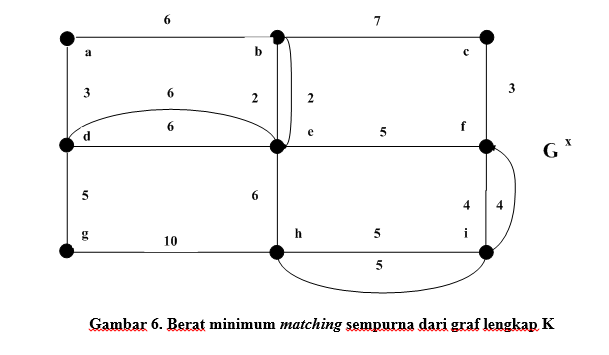 6 7
a b c
3 6 2 2 3
d 6 e 5 f
G x
5 6 4 4
g 10 h 5 i
5
Gambar 6. Berat minimum matching sempurna dari graf lengkap K